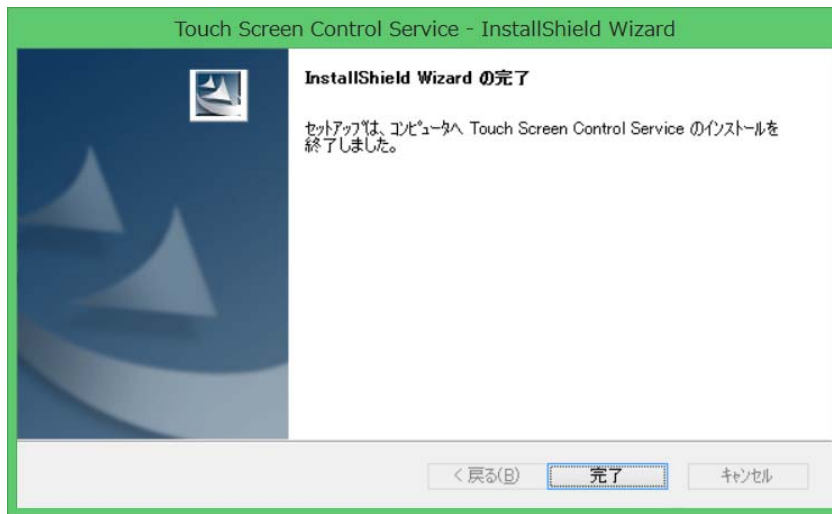 Touch Screen Control Service - InstallShield Wizard
InstallShield Wizard の完了
セットアップは、コンピュータへ Touch Screen Control Service のインストールを
終了しました。
< 戻る(B)
完了
キャンセル